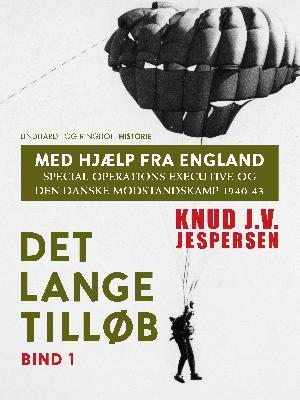 LINDHARDT OG RINGHOF HISTORIE
MED HJÆLP FRA ENGLAND
SPECIAL OPERATIONS EXECUTIVE OG
DEN DANSKE MODSTANDSKAMP 1940-43
KNUD J.V.
JESPERSEN
DET
LANGE
TILLØB
BIND 1